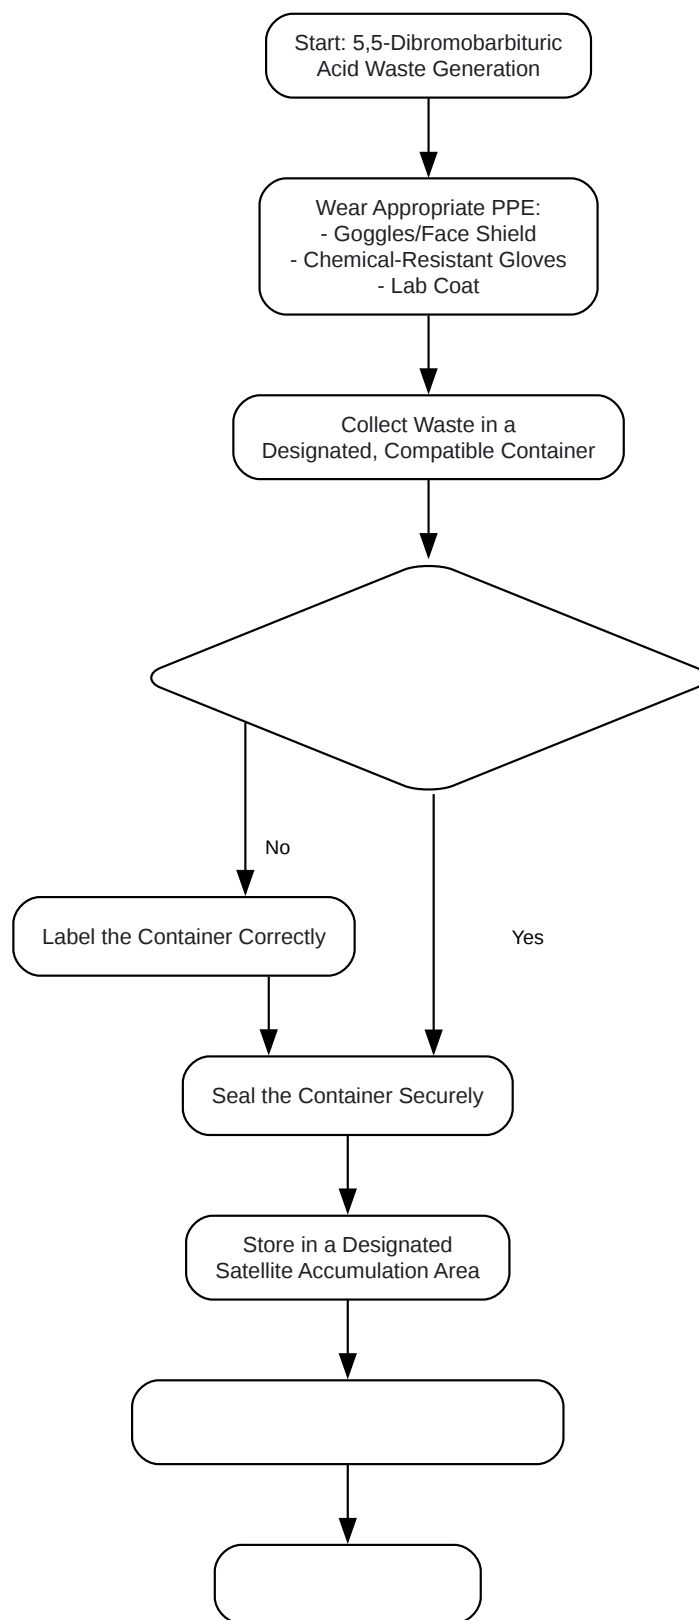 Start: 5,5-Dibromobarbituric
Acid Waste Generation
Wear Appropriate PPE:
- Goggles/Face Shield
- Chemical-Resistant Gloves
- Lab Coat
Collect Waste in a
Designated, Compatible Container
No
Label the Container Correctly
Yes
Seal the Container Securely
Store in a Designated
Satellite Accumulation Area